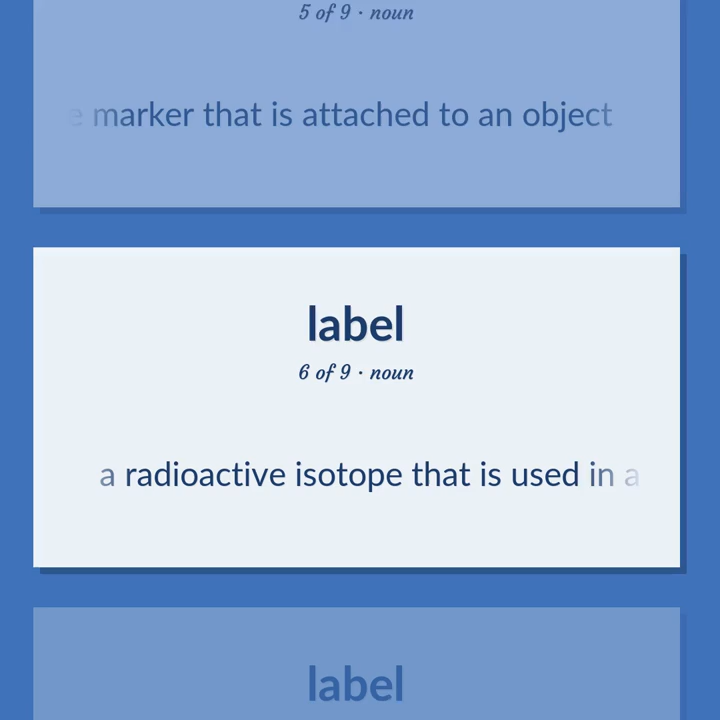 5 of 9 · noun
marker that is attached to an object
label
6 of 9 · noun
a radioactive isotope that is used in a
label